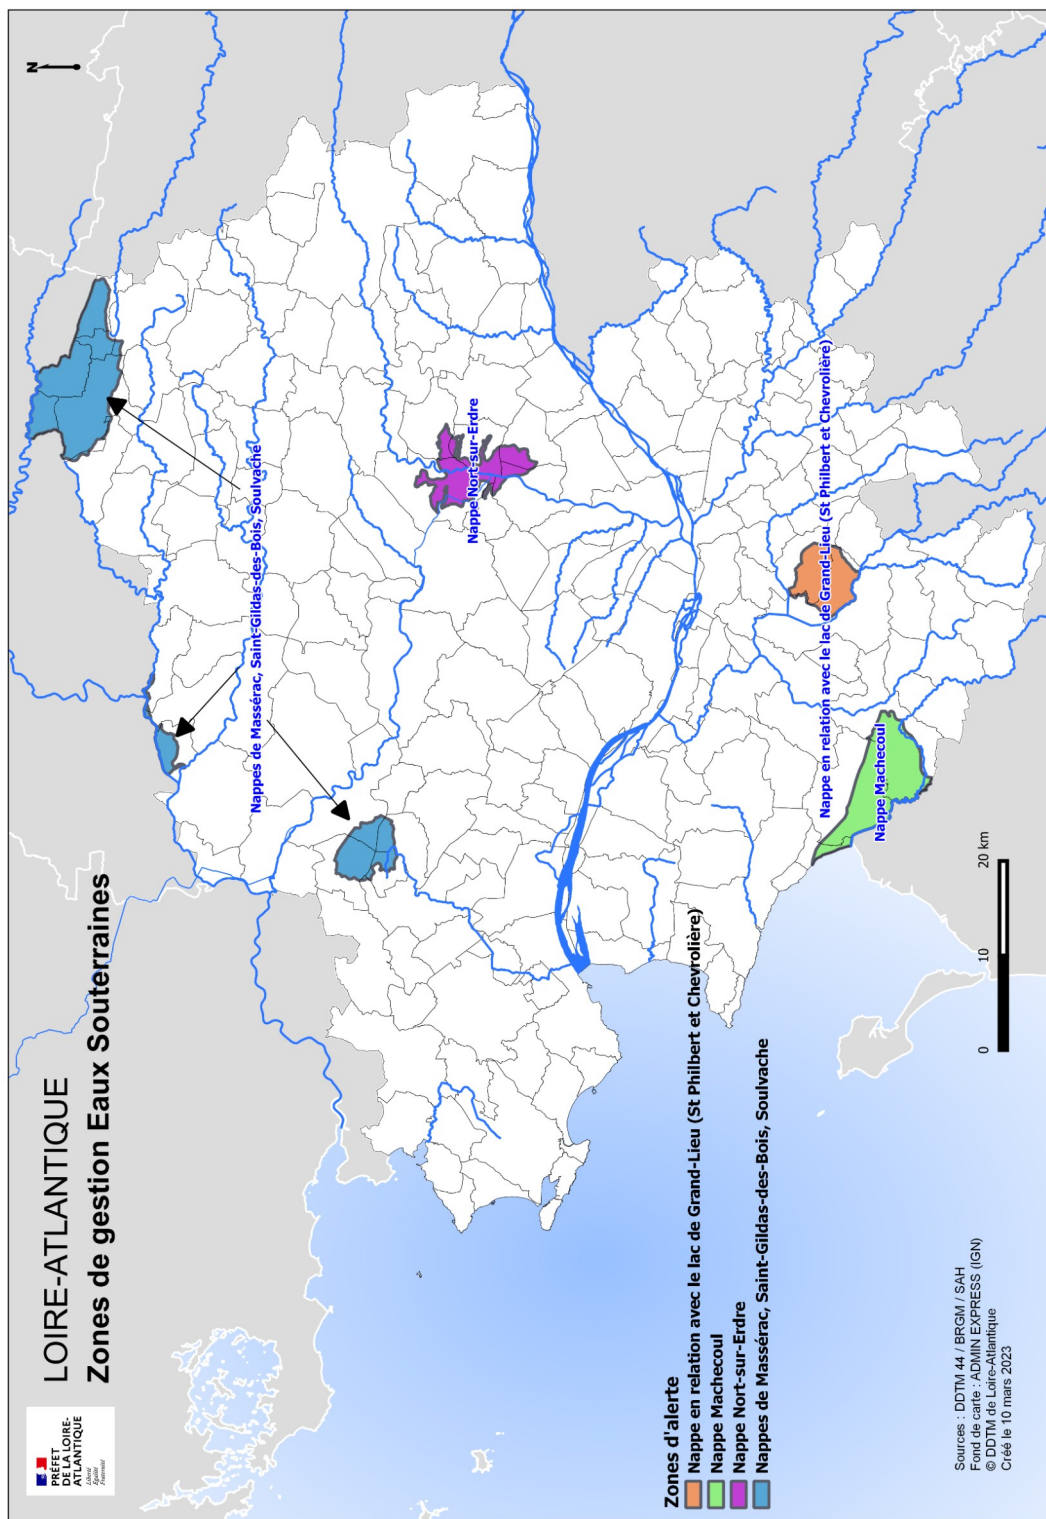 PRÉFET
DE LA LOIRE-
ATLANTIQUE
Liberté
Égalité
Fraternité
LOIRE-ATLANTIQUE
Zones de gestion Eaux Souterraines
N
Nappes de Massérac, Saint-Gildas-des-Bois, Soulvache
Nappe Nort-sur-Erdre
Nappe en relation avec le lac de Grand-Lieu (St Philbert et Chevrolière)
Nappe Machecoul
Zones d'alerte
Nappe en relation avec le lac de Grand-Lieu (St Philbert et Chevrolière)
Nappe Machecoul
Nappe Nort-sur-Erdre
Nappes de Massérac, Saint-Gildas-des-Bois, Soulvache
0 10 20 km
Sources : DDTM 44 / BRGM / SAH
Fond de carte : ADMIN EXPRESS (IGN)
© DDTM de Loire-Atlantique
Créé le 10 mars 2023